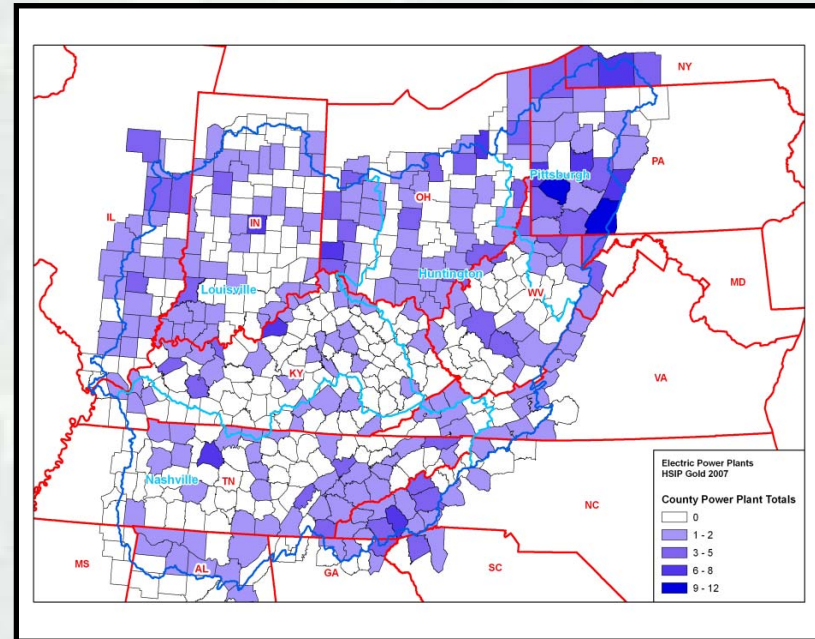 NY
PA
Pittsburgh
OH
IL
IN
MD
Huntington
WV
Louisville
VA
KY
Nashville
TN
NC
MS
AL
GA
SC
Electric Power Plants
HSIP Gold 2007
County Power Plant Totals
0
1 - 2
3 - 5
6 - 8
9 - 12